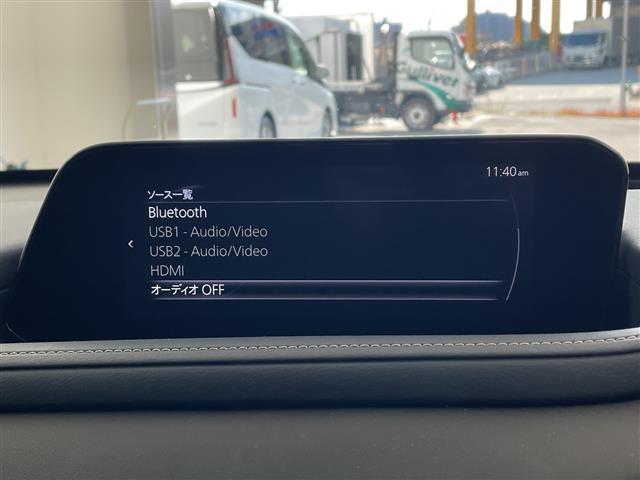 Gulliver
11:40am
ソース一覧
Bluetooth
USB1 - Audio/Video
USB2 - Audio/Video
HDMI
オーディオ OFF